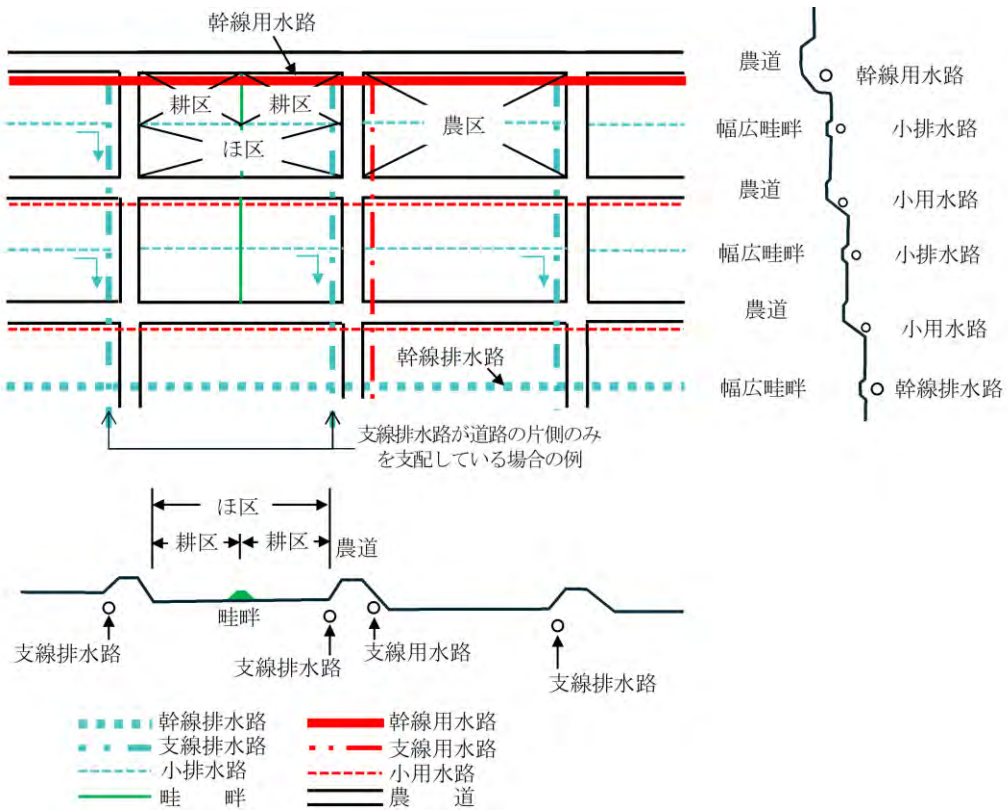 幹線用水路
耕区
耕区
ほ区
農区
幹線排水路
支線排水路が道路の片側のみ
を支配している場合の例
農道
幹線用水路
幅広畦畔
小排水路
農道
小用水路
幅広畦畔
小排水路
農道
小用水路
幅広畦畔
幹線排水路
ほ区
耕区
耕区
農道
畦畔
支線排水路
支線排水路
支線用水路
支線排水路
幹線排水路
幹線用水路
支線排水路
支線用水路
小排水路
小用水路
畦 畔
農 道